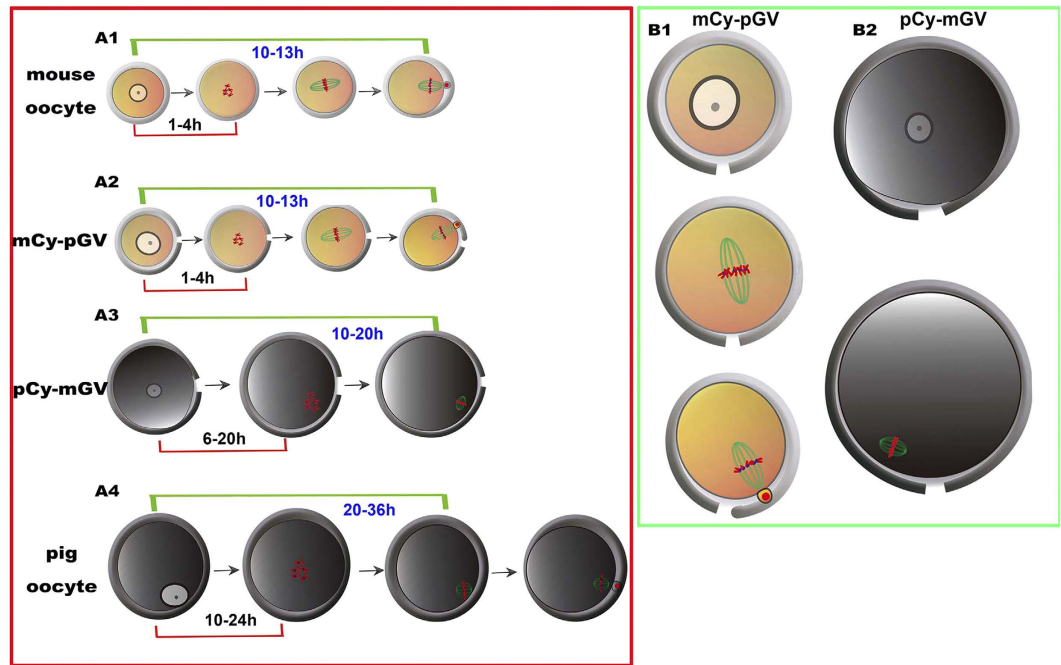 A1
10-13h
mouse
oocyte
1-4h
A2
10-13h
mCy-pGV
1-4h
A3
10-20h
pCy-mGV
6-20h
A4
20-36h
pig
oocyte
10-24h
mCy-pGV
B1
pCy-mGV
B2